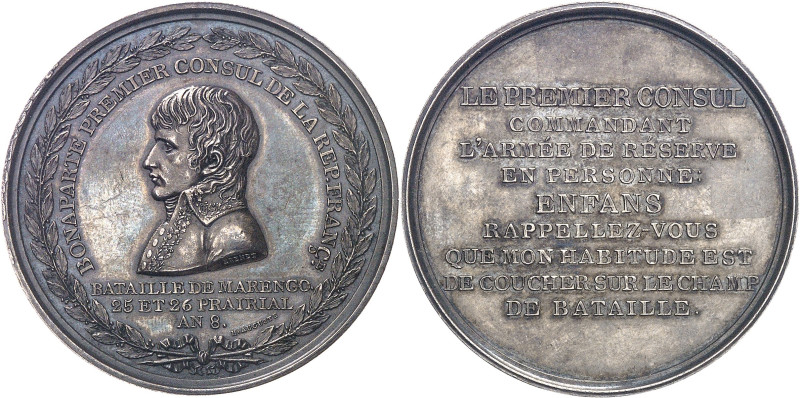 BONAPARTE PREMIER CONSUL DE LA REP. FRANÇE
BATAILLE DE MARENGO.
25 ET 26 PRAIRIAL
AN 8.
LE PREMIER CONSUL
COMMANDANT
L'ARMÉE DE RÉSERVE
EN PERSONNE:
ENFANS
RAPPELLEZ-VOUS
QUE MON HABITUDE EST
DE COUCHER SUR LE CHAMP
DE BATAILLE.